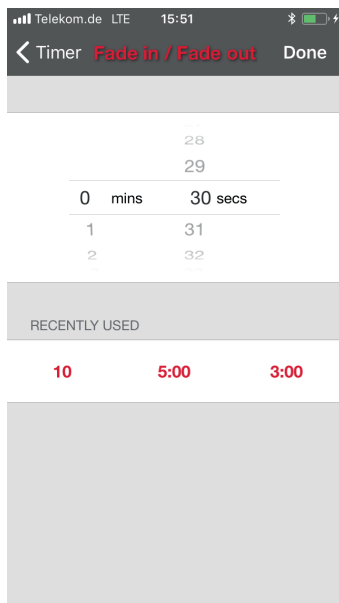 Telekom.de LTE 15:51
Timer Fade in / Fade out Done
28
29
0 mins 30 secs
1 31
2 32
RECENTLY USED
10 5:00 3:00